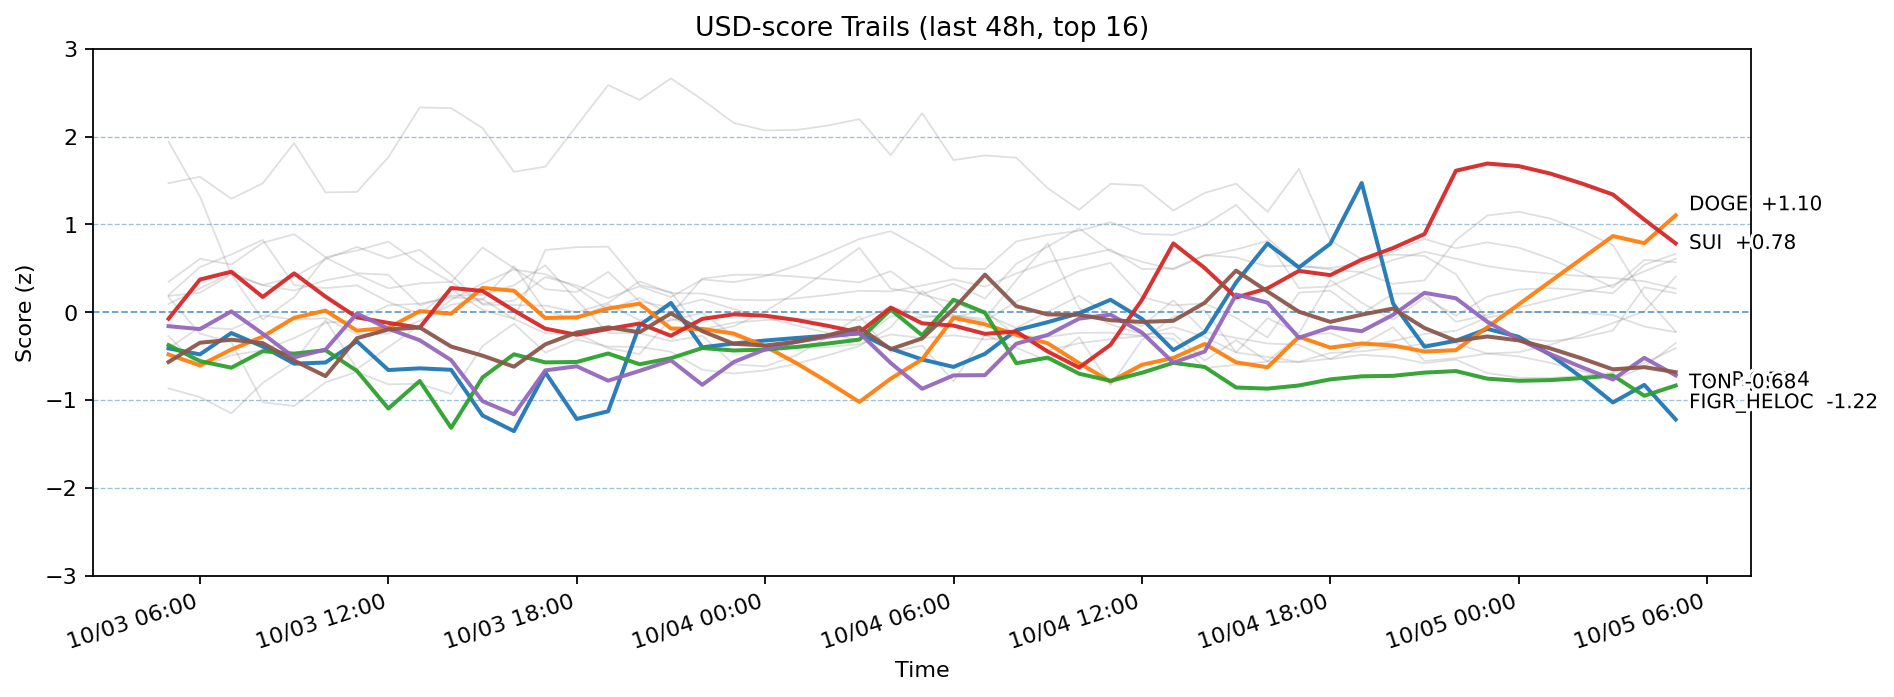 USD-score Trails (last 48h, top 16)
3
2
1
0
−1
−2
−3
Score (z)
DOGE +1.10
SUI +0.78
TON
FIGR_HELOC -1.22
10/03 06:00
10/03 12:00
10/03 18:00
10/04 00:00
10/04 06:00
10/04 12:00
10/04 18:00
10/05 00:00
10/05 06:00
Time